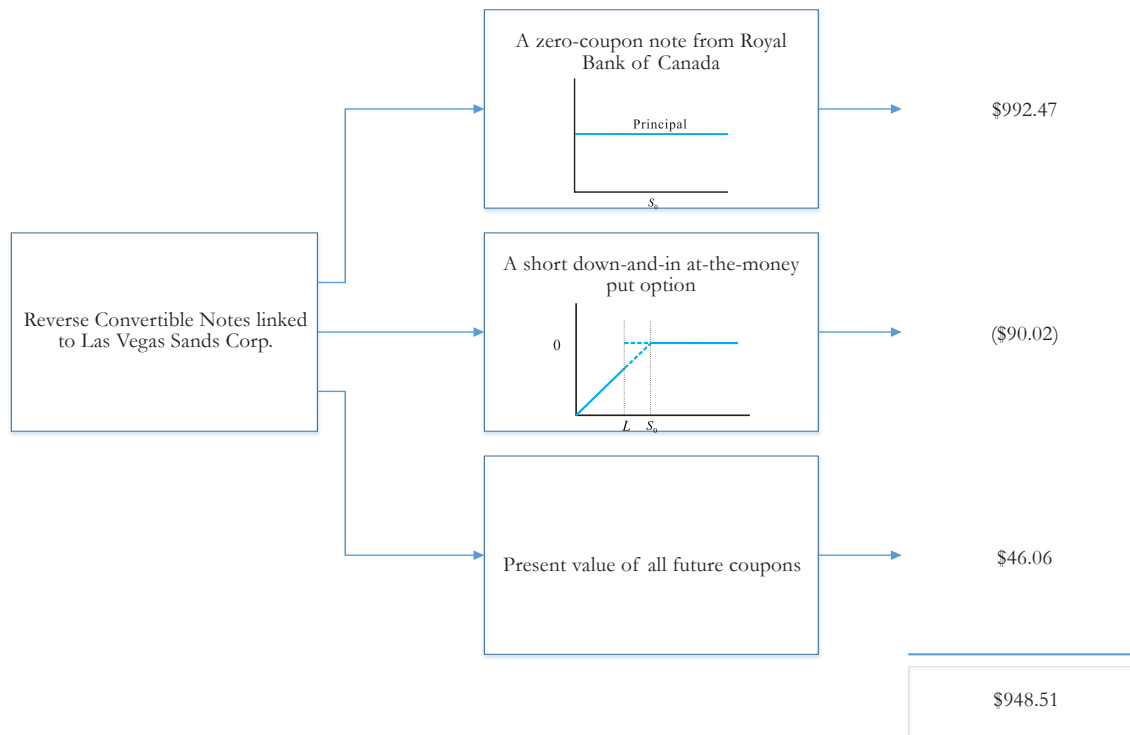 A zero-coupon note from Royal
Bank of Canada
Principal
S₀
$992.47
Reverse Convertible Notes linked
to Las Vegas Sands Corp.
A short down-and-in at-the-money
put option
0
L S₀
($90.02)
Present value of all future coupons
$46.06
$948.51